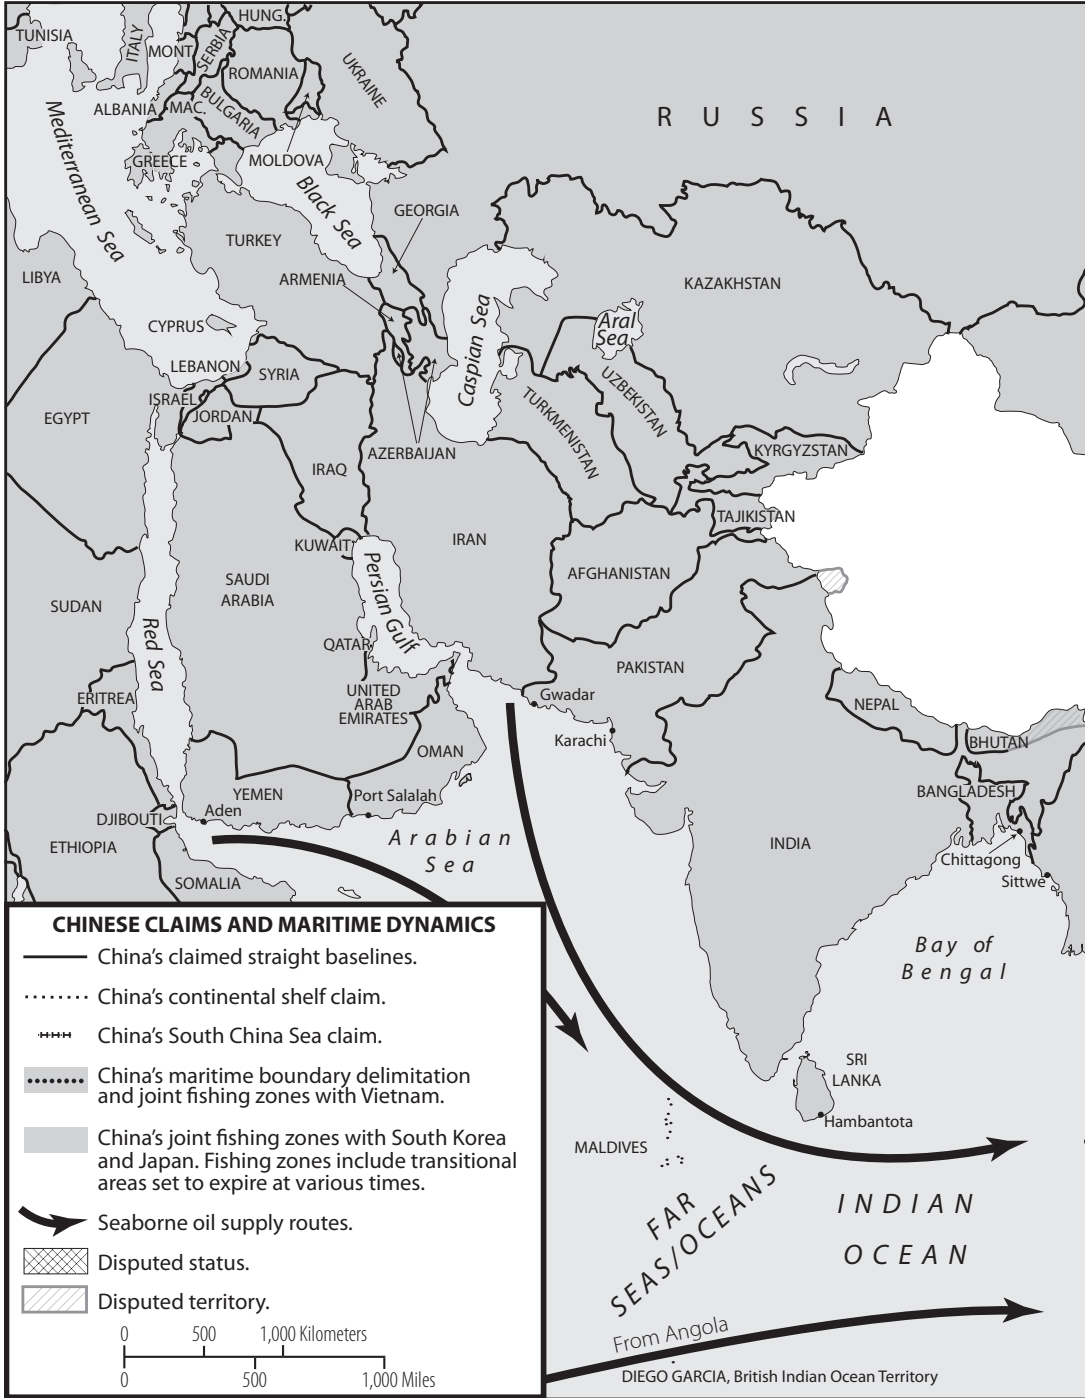 HUNG.
TUNISIA
ITALY
MONT.
SERBIA
ROMANIA
UKRAINE
RUSSIA
ALBANIA
MAC.
BULGARIA
Mediterranean Sea
GREECE
MOLDOVA
Black Sea
GEORGIA
TURKEY
LIBYA
ARMENIA
KAZAKHSTAN
CYPRUS
Caspian Sea
Aral
Sea
LEBANON
SYRIA
ISRAEL
JORDAN
EGYPT
TURKMENISTAN
UZBEKISTAN
KYRGYZSTAN
AZERBAIJAN
IRAQ
TAJIKISTAN
KUWAIT
IRAN
AFGHANISTAN
SAUDI
ARABIA
Persian Gulf
SUDAN
Red Sea
QATAR
PAKISTAN
ERITREA
UNITED
ARAB
EMIRATES
Gwadar
NEPAL
Karachi
OMAN
BHUTAN
YEMEN
Port Salalah
BANGLADESH
DJIBOUTI
Aden
ETHIOPIA
Arabian
Sea
INDIA
Chittagong
SOMALIA
Sittwe
Bay of
Bengal
SRI
LANKA
Hambantota
MALDIVES
FAR
SEAS/OCEANS
INDIAN
OCEAN
From Angola
DIEGO GARCIA, British Indian Ocean Territory
CHINESE CLAIMS AND MARITIME DYNAMICS
China’s claimed straight baselines.
China’s continental shelf claim.
China’s South China Sea claim.
China’s maritime boundary delimitation
and joint fishing zones with Vietnam.
China’s joint fishing zones with South Korea
and Japan. Fishing zones include transitional
areas set to expire at various times.
Seaborne oil supply routes.
Disputed status.
Disputed territory.
0 500 1,000 Kilometers
0 500 1,000 Miles